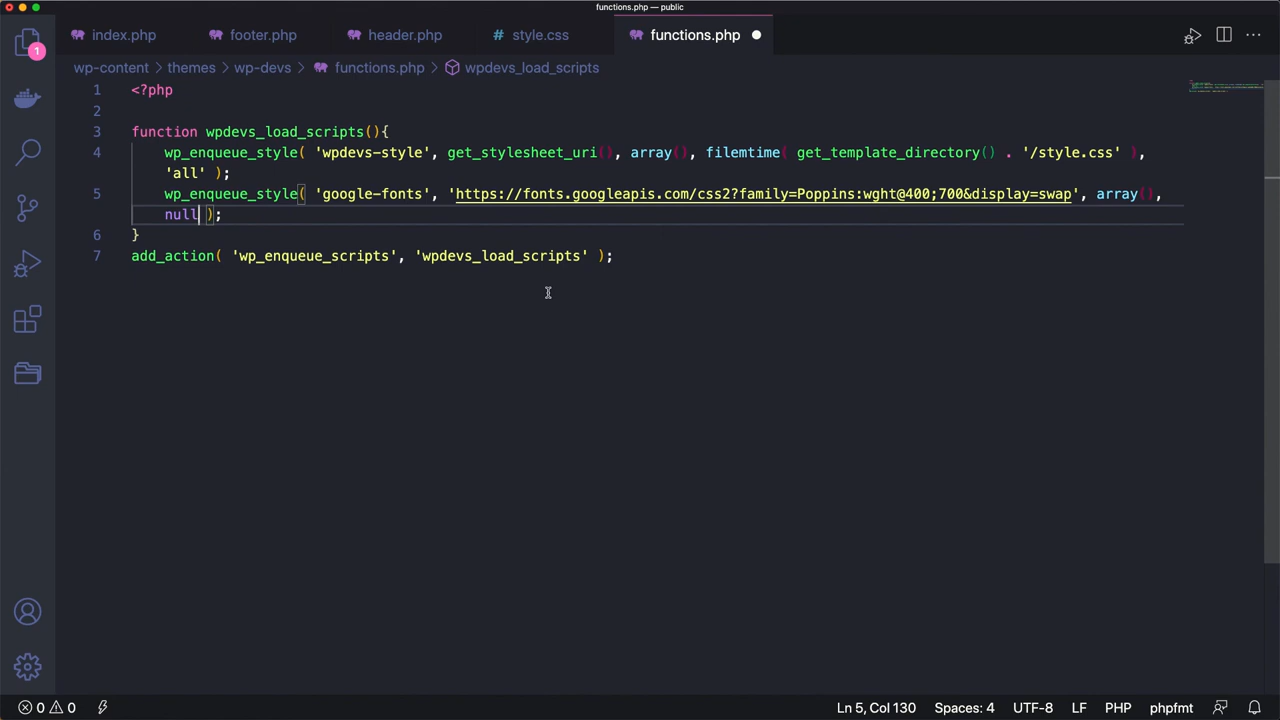 functions.php — public
index.php footer.php header.php # style.css functions.php
wp-content > themes > wp-devs > functions.php > wpdevs_load_scripts
1 <?php
2
3 function wpdevs_load_scripts(){
4 wp_enqueue_style( 'wpdevs-style', get_stylesheet_uri(), array(), filemtime( get_template_directory() . '/style.css' ),
'all' );
5 wp_enqueue_style( 'google-fonts', 'https://fonts.googleapis.com/css2?family=Poppins:wght@400;700&display=swap', array(),
null );
6 }
7 add_action( 'wp_enqueue_scripts', 'wpdevs_load_scripts' );
1
0 0 Ln 5, Col 130 Spaces: 4 UTF-8 LF PHP phpfmt